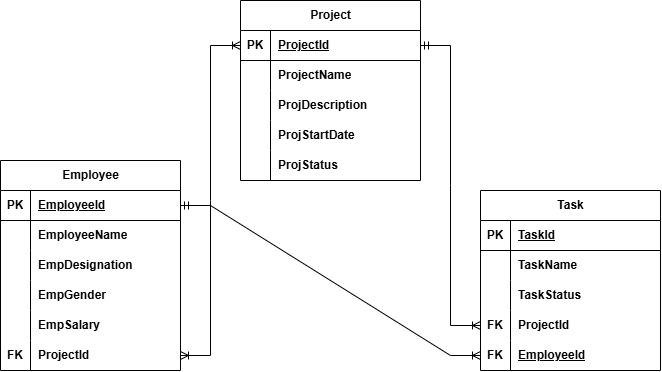 Project
PK ProjectId
ProjectName
ProjDescription
ProjStartDate
ProjStatus
Employee
PK EmployeeId
EmployeeName
EmpDesignation
EmpGender
EmpSalary
FK ProjectId
Task
PK TaskId
TaskName
TaskStatus
FK ProjectId
FK EmployeeId